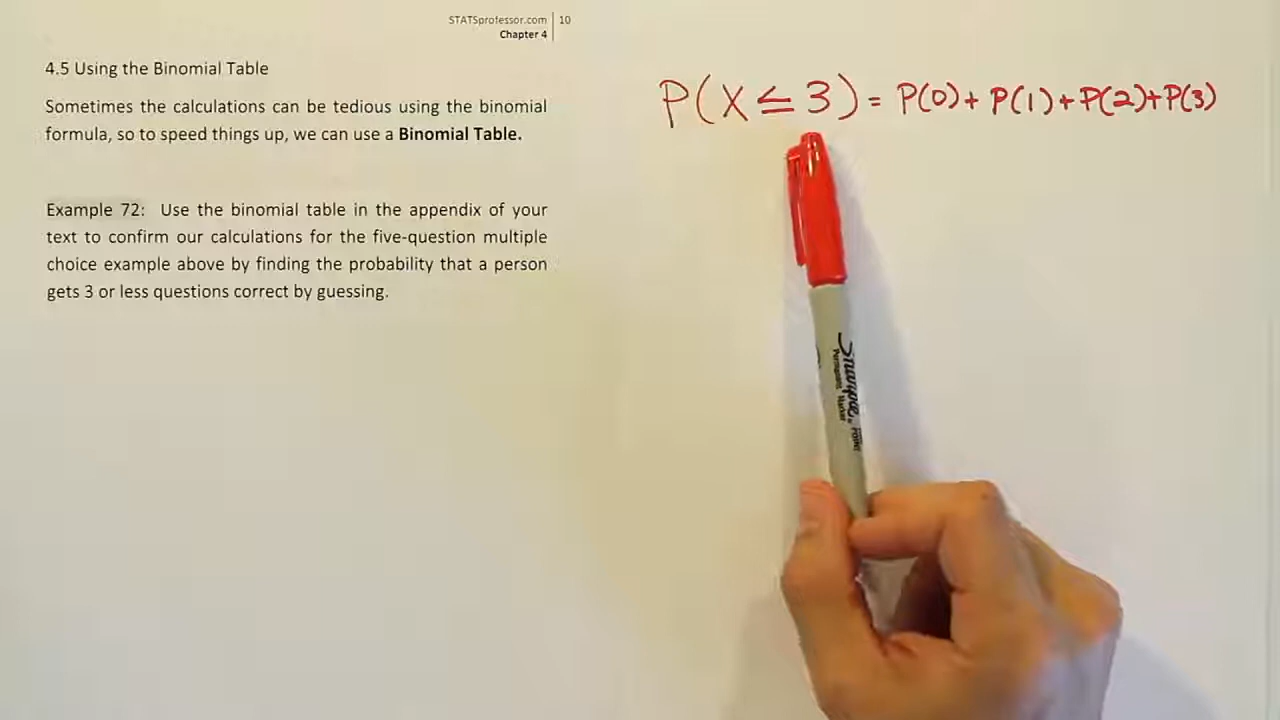 STATSprofessor.com | 10
Chapter 4
4.5 Using the Binomial Table
Sometimes the calculations can be tedious using the binomial
formula, so to speed things up, we can use a Binomial Table.
Example 72: Use the binomial table in the appendix of your
text to confirm our calculations for the five-question multiple
choice example above by finding the probability that a person
gets 3 or less questions correct by guessing.
P(X ≤ 3) = P(0) + P(1) + P(2) + P(3)
Sharpie
Permanent Marker